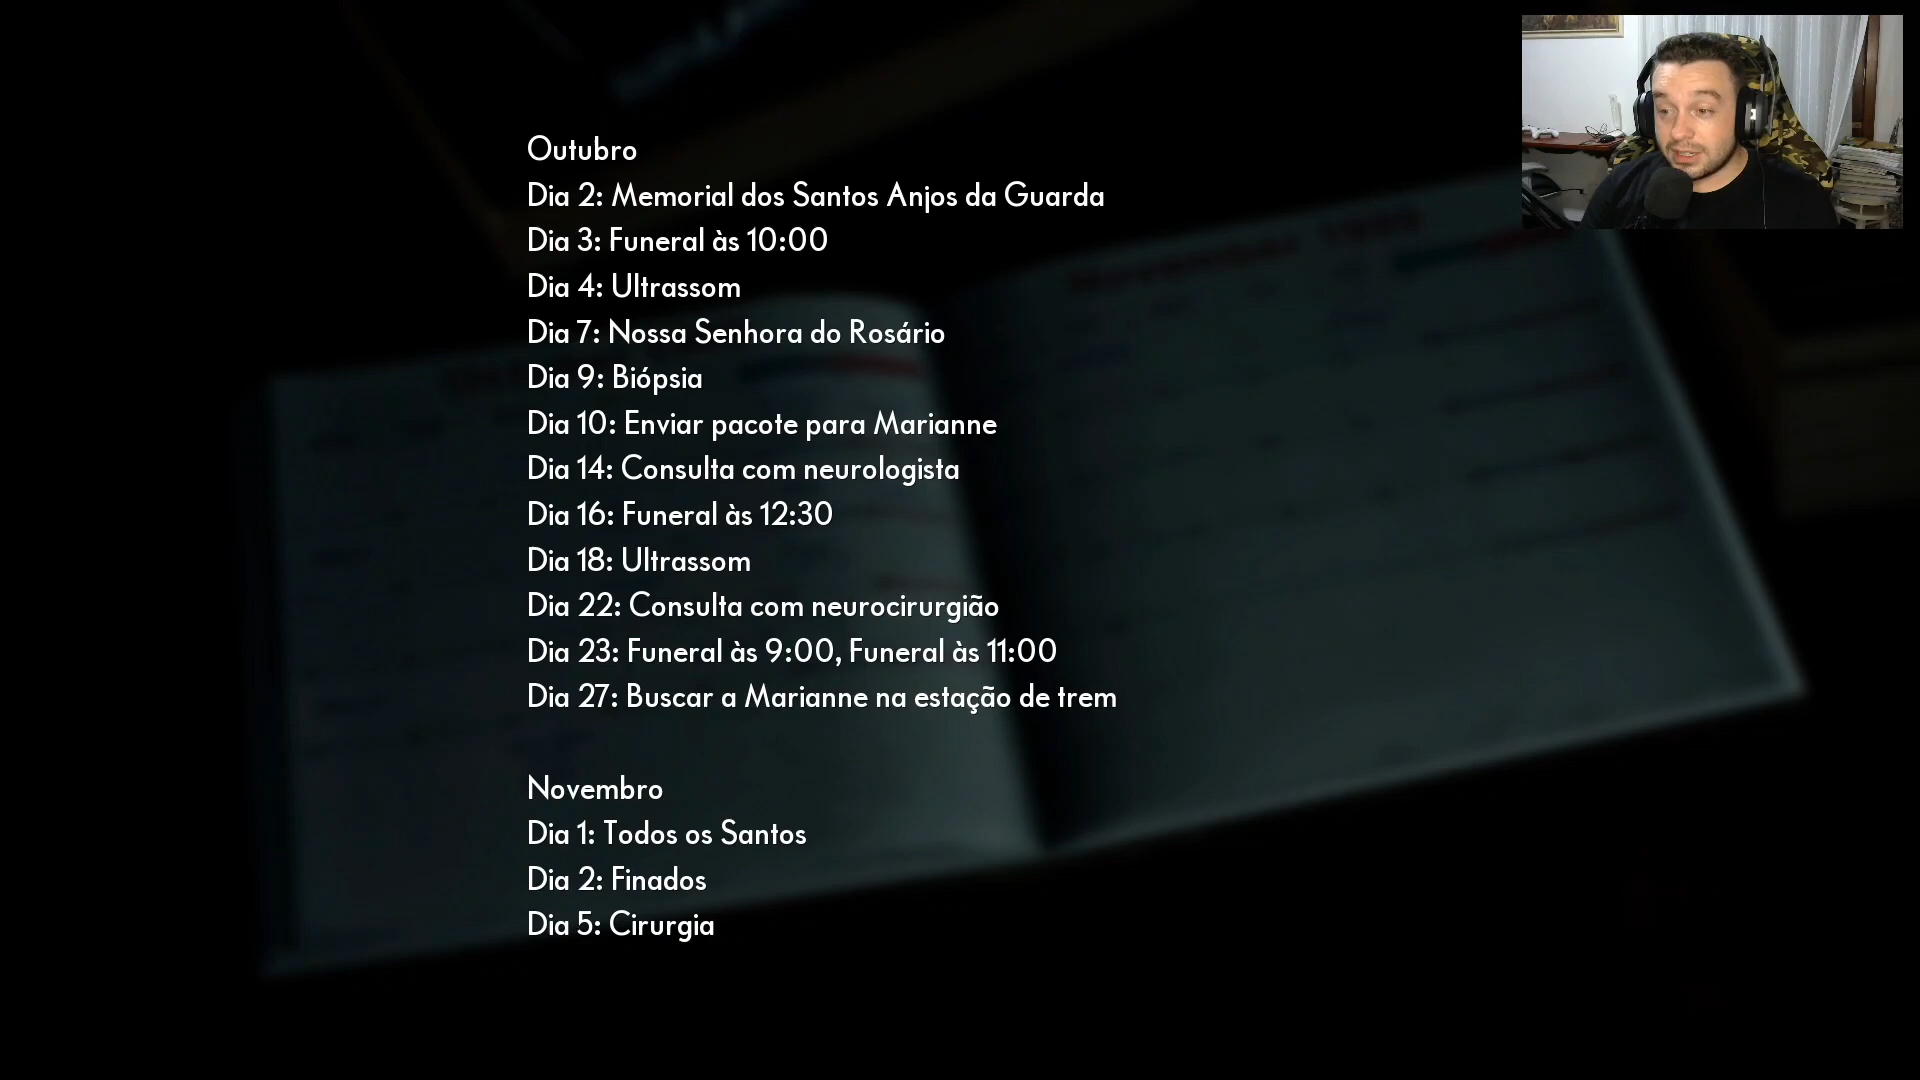 Outubro
Dia 2: Memorial dos Santos Anjos da Guarda
Dia 3: Funeral às 10:00
Dia 4: Ultrassom
Dia 7: Nossa Senhora do Rosário
Dia 9: Biópsia
Dia 10: Enviar pacote para Marianne
Dia 14: Consulta com neurologista
Dia 16: Funeral às 12:30
Dia 18: Ultrassom
Dia 22: Consulta com neurocirurgião
Dia 23: Funeral às 9:00, Funeral às 11:00
Dia 27: Buscar a Marianne na estação de trem
Novembro
Dia 1: Todos os Santos
Dia 2: Finados
Dia 5: Cirurgia